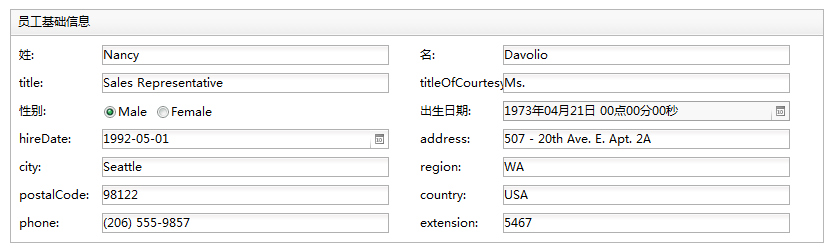 员工基础信息
姓: Nancy 名: Davolio
title: Sales Representative titleOfCourtesy Ms.
性别: Male Female 出生日期: 1973年04月21日 00点00分00秒
hireDate: 1992-05-01 address: 507 - 20th Ave. E. Apt. 2A
city: Seattle region: WA
postalCode: 98122 country: USA
phone: (206) 555-9857 extension: 5467